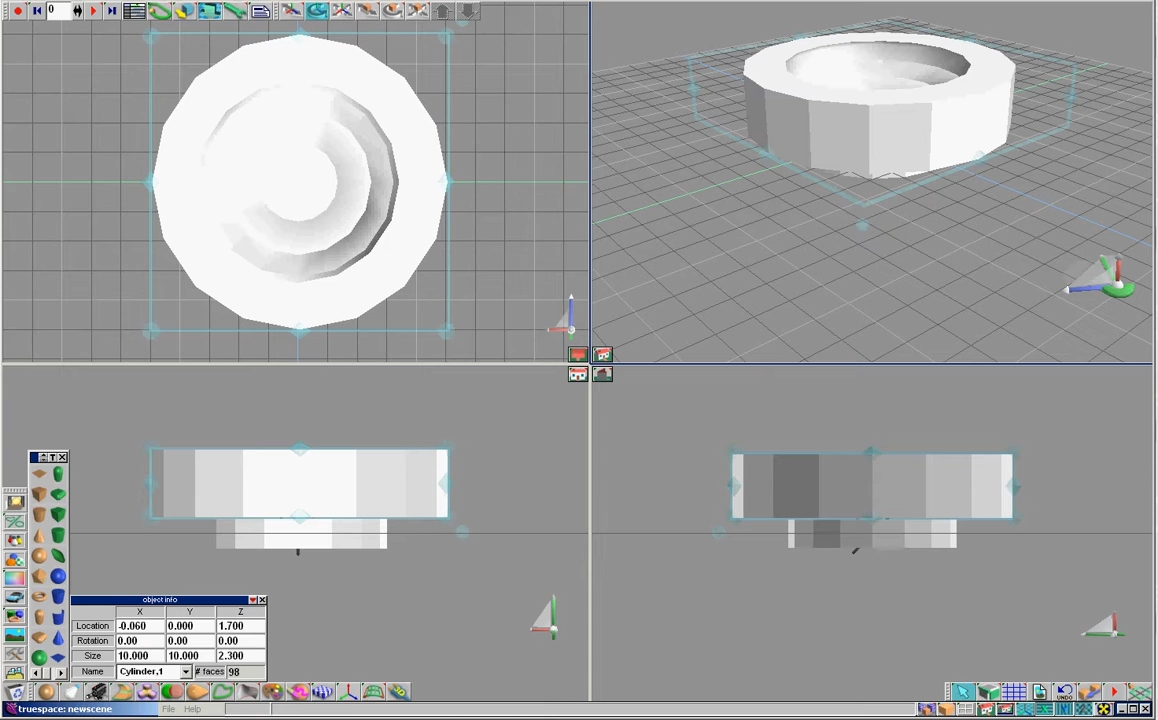 0
object info
X Y Z
Location -0.060 0.000 1.700
Rotation 0.00 0.00 0.00
Size 10.000 10.000 2.300
Name Cylinder,1 # faces 98
UNDO
truespace: newscene File Help